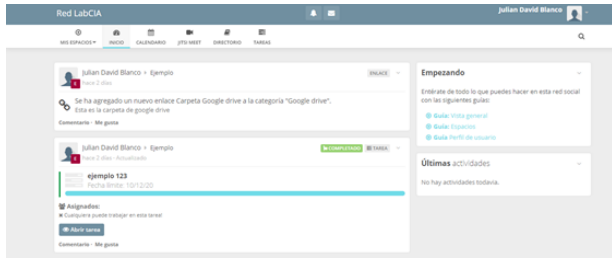 Red LabCIA
Julian David Blanco
MIS ESPACIOS
INICIO
CALENDARIO
JITSI MEET
DIRECTORIO
TAREAS
Julian David Blanco › Ejemplo
ENLACE
hace 2 días
Se ha agregado un nuevo enlace Carpeta Google drive a la categoría "Google drive".
Esta es la carpeta de google drive
Comentario · Me gusta
Julian David Blanco › Ejemplo
COMPLETADO
TAREA
hace 2 días · Actualizado
ejemplo 123
Fecha límite: 10/12/20
Asignados:
Cualquiera puede trabajar en esta tarea!
Abrir tarea
Comentario · Me gusta
Empezando
Entérate de todo lo que puedes hacer en esta red social
con las siguientes guías:
Guía: Vista general
Guía: Espacios
Guía: Perfil de usuario
Últimas actividades
No hay actividades todavía.